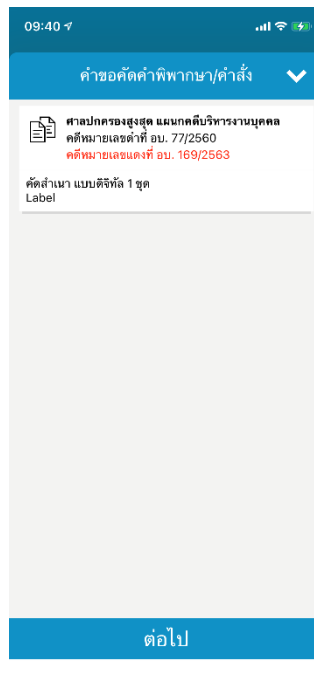 09:40
คำขอคัดคำพิพากษา/คำสั่ง
ศาลปกครองสูงสุด แผนกคดีบริหารงานบุคคล
คดีหมายเลขดำที่ อบ. 77/2560
คดีหมายเลขแดงที่ อบ. 169/2563
คัดสำเนา แบบดิจิทัล 1 ชุด
Label
ต่อไป